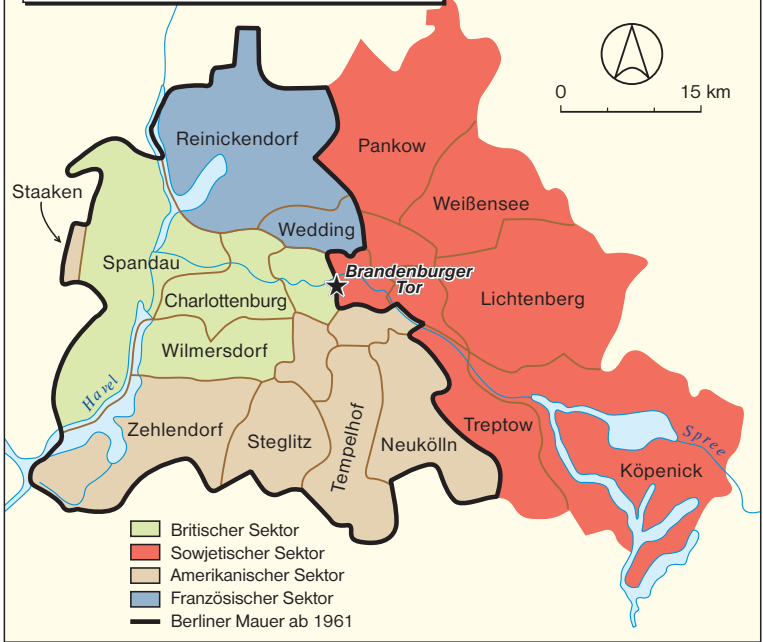 0 15 km
Reinickendorf
Pankow
Staaken
Weißensee
Wedding
Spandau
Brandenburger
Tor
Charlottenburg
Lichtenberg
Wilmersdorf
Havel
Zehlendorf
Steglitz
Tempelhof
Neukölln
Treptow
Spree
Köpenick
Britischer Sektor
Sowjetischer Sektor
Amerikanischer Sektor
Französischer Sektor
Berliner Mauer ab 1961